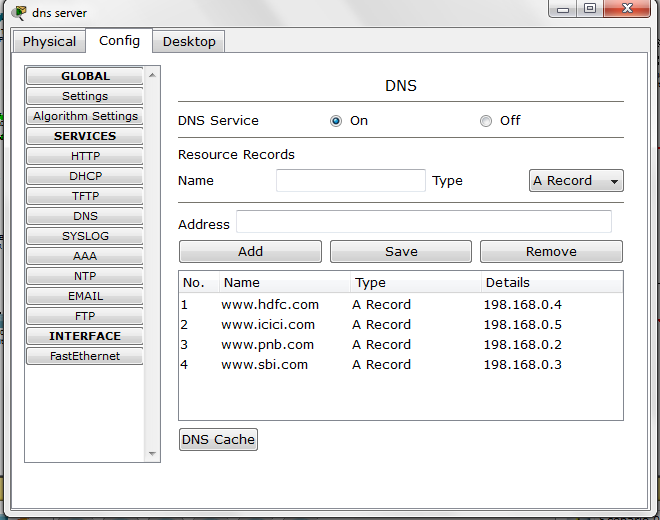 dns server
Physical Config Desktop
GLOBAL
Settings
Algorithm Settings
SERVICES
HTTP
DHCP
TFTP
DNS
SYSLOG
AAA
NTP
EMAIL
FTP
INTERFACE
FastEthernet
DNS
DNS Service On Off
Resource Records
Name Type A Record
Address
Add Save Remove
No. Name Type Details
1 www.hdfc.com A Record 198.168.0.4
2 www.icici.com A Record 198.168.0.5
3 www.pnb.com A Record 198.168.0.2
4 www.sbi.com A Record 198.168.0.3
DNS Cache